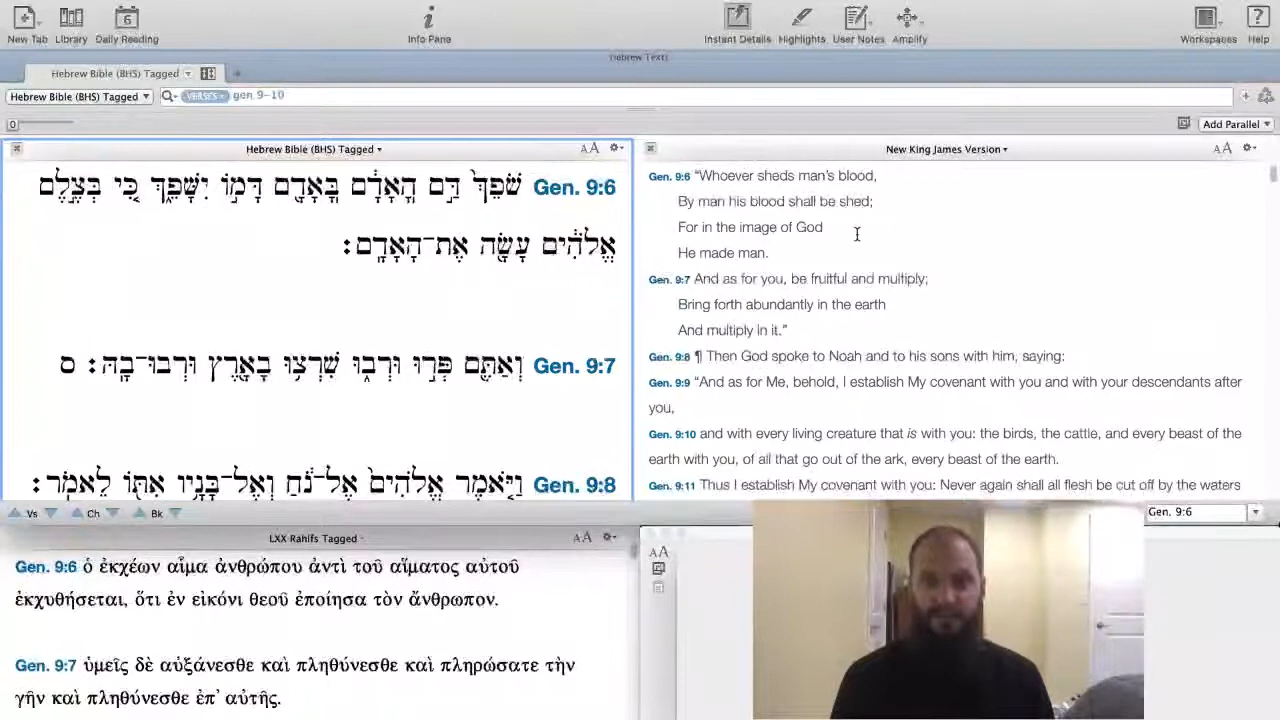 New Tab Library Daily Reading Info Pane Instant Details Highlights User Notes Amplify Workspaces Help
6
Hebrew Texts
Hebrew Bible (BHS) Tagged
Hebrew Bible (BHS) Tagged VERSES gen 9-10
0 Add Parallel
Hebrew Bible (BHS) Tagged AA
Gen. 9:6 שֹׁפֵךְ֙ דַּ֣ם הָֽאָדָ֔ם בָּֽאָדָ֖ם דָּמ֣וֹ יִשָּׁפֵ֑ךְ כִּ֚י בְּצֶ֣לֶם
אֱלֹהִ֔ים עָשָׂ֖ה אֶת־הָאָדָֽם׃
Gen. 9:7 וְאַתֶּ֖ם פְּר֣וּ וּרְב֑וּ שִׁרְצ֥וּ בָאָ֖רֶץ וּרְבוּ־בָֽהּ׃ ס
Gen. 9:8 וַיֹּ֤אמֶר אֱלֹהִים֙ אֶל־נֹ֔חַ וְאֶל־בָּנָ֥יו אִתּ֖וֹ לֵאמֹֽר׃
New King James Version AA
Gen. 9:6 “Whoever sheds man’s blood,
By man his blood shall be shed;
For in the image of God
He made man.
Gen. 9:7 And as for you, be fruitful and multiply;
Bring forth abundantly in the earth
And multiply in it.”
Gen. 9:8 ¶ Then God spoke to Noah and to his sons with him, saying:
Gen. 9:9 “And as for Me, behold, I establish My covenant with you and with your descendants after
you,
Gen. 9:10 and with every living creature that is with you: the birds, the cattle, and every beast of the
earth with you, of all that go out of the ark, every beast of the earth.
Gen. 9:11 Thus I establish My covenant with you: Never again shall all flesh be cut off by the waters
Vs Ch Bk
Gen. 9:6
LXX Rahlfs Tagged AA
Gen. 9:6 ὁ ἐκχέων αἷμα ἀνθρώπου ἀντὶ τοῦ αἵματος αὐτοῦ
ἐκχυθήσεται, ὅτι ἐν εἰκόνι θεοῦ ἐποίησα τὸν ἄνθρωπον.
Gen. 9:7 ὑμεῖς δὲ αὐξάνεσθε καὶ πληθύνεσθε καὶ πληρώσατε τὴν
γῆν καὶ πληθύνεσθε ἐπ’ αὐτῆς.
AA